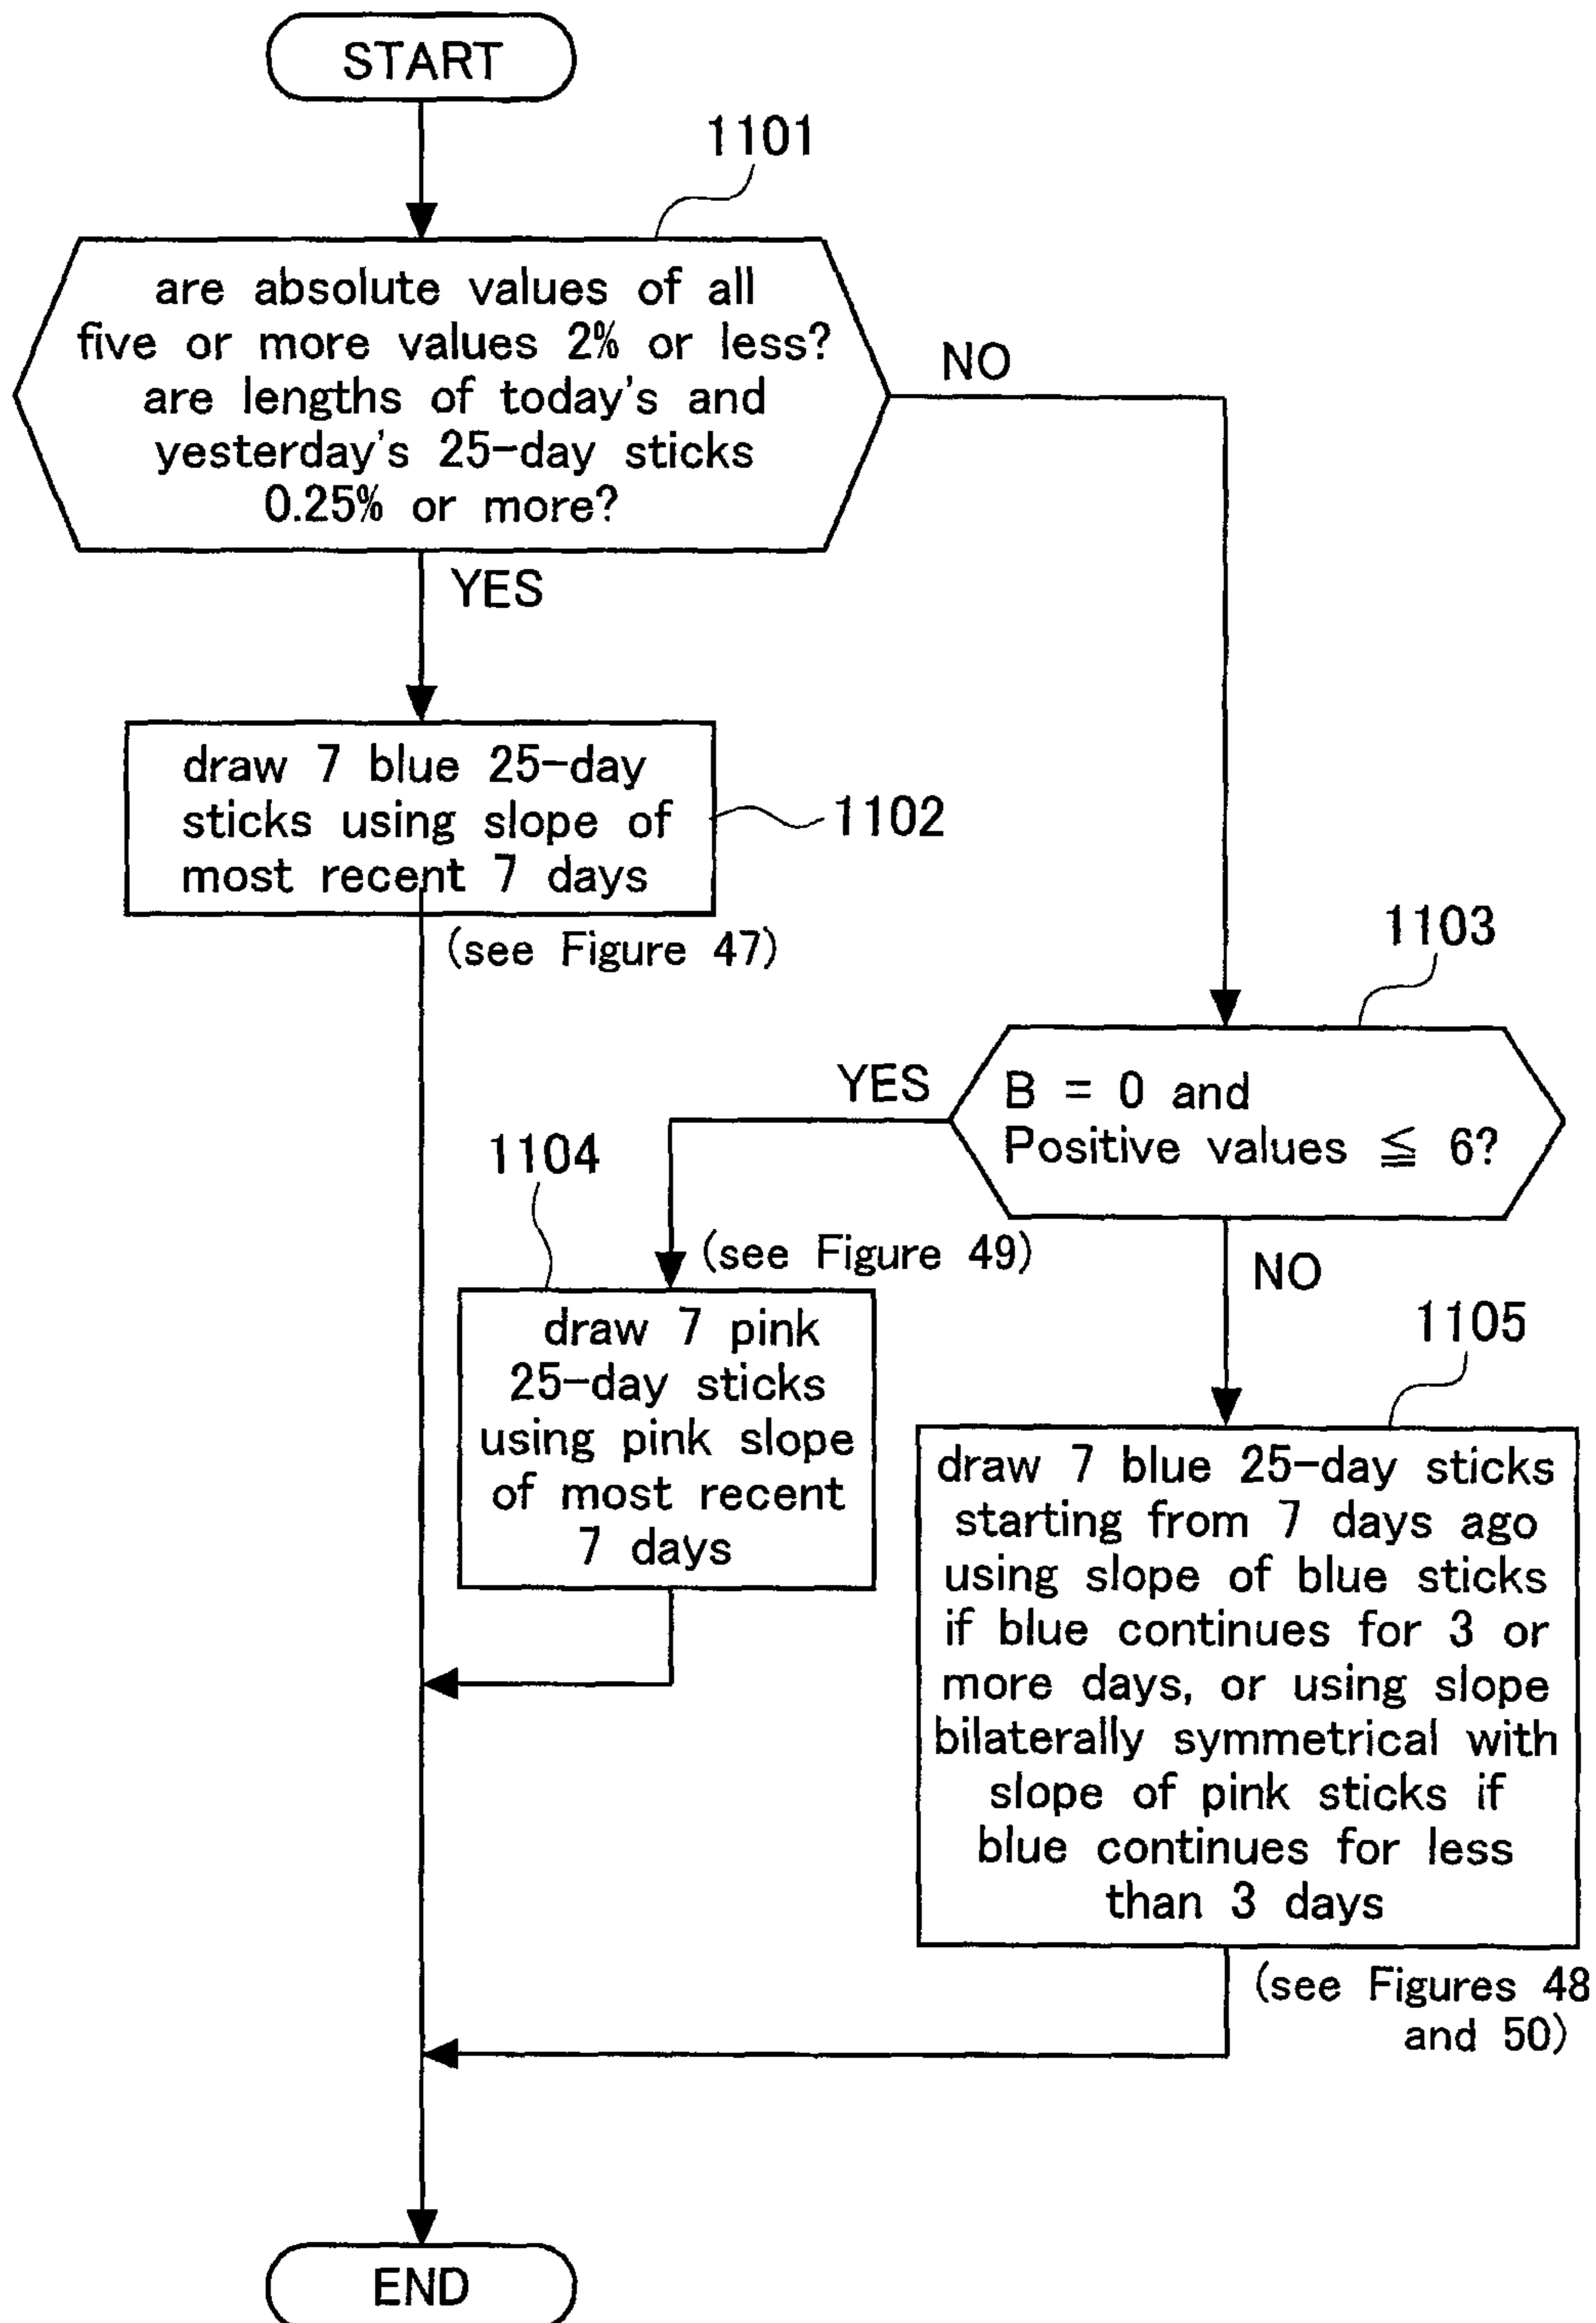 START
1101
are absolute values of all
five or more values 2% or less?
are lengths of today's and
yesterday's 25-day sticks
0.25% or more?
NO
YES
draw 7 blue 25-day
sticks using slope of
most recent 7 days
1102
(see Figure 47)
1103
B = 0 and
Positive values ≦ 6?
YES
1104
(see Figure 49)
NO
draw 7 pink
25-day sticks
using pink slope
of most recent
7 days
1105
draw 7 blue 25-day sticks
starting from 7 days ago
using slope of blue sticks
if blue continues for 3 or
more days, or using slope
bilaterally symmetrical with
slope of pink sticks if
blue continues for less
than 3 days
(see Figures 48
and 50)
END